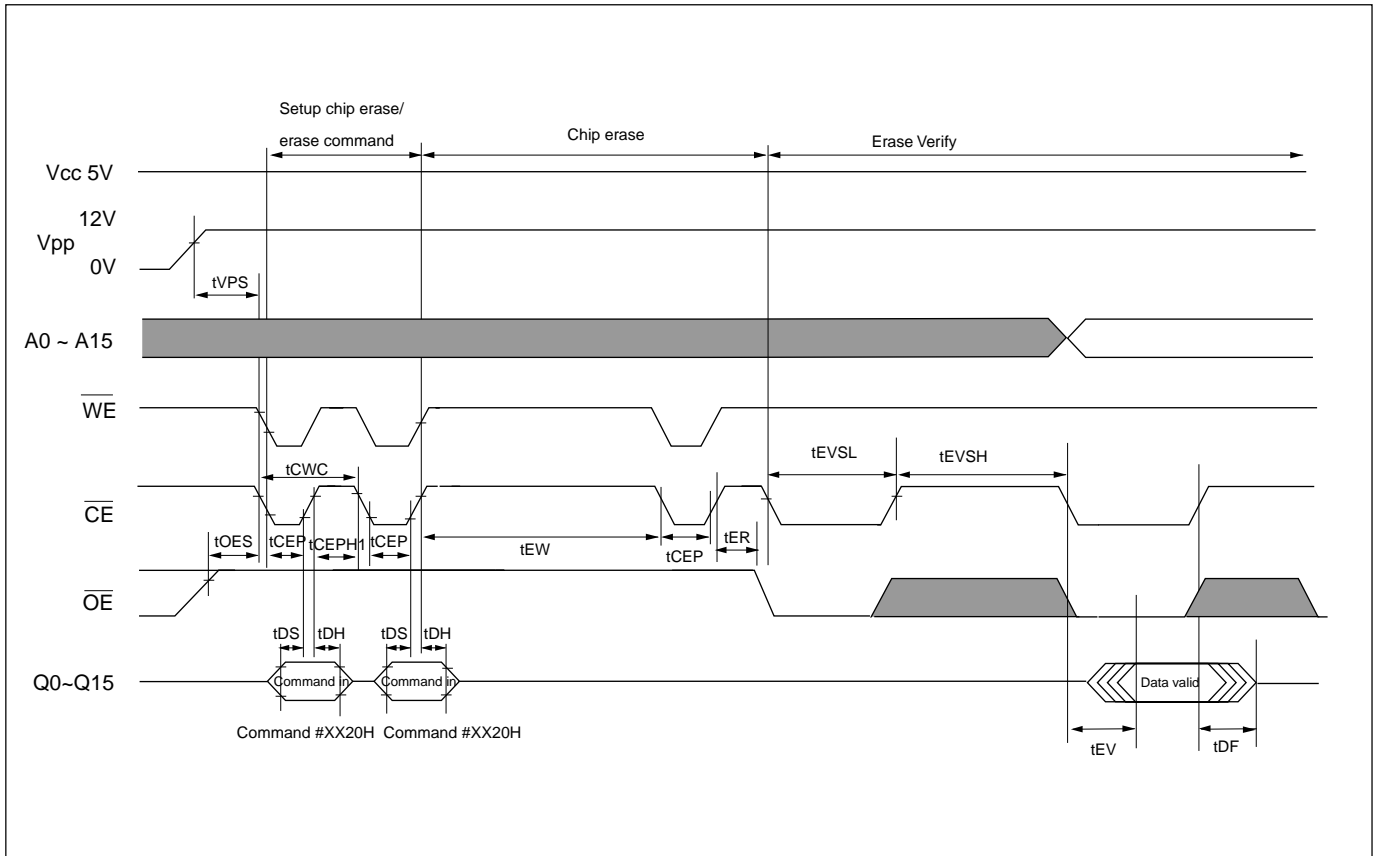 Setup chip erase/
erase command
Chip erase
Erase Verify
Vcc 5V
12V
Vpp
0V
tVPS
A0 ~ A15
WE
tCWC
tEVSL
tEVSH
CE
tOES
tCEP
tCEPH1
tCEP
tEW
tCEP
tER
OE
tDS
tDH
tDS
tDH
Q0~Q15
Command in
Command in
Data valid
Command #XX20H
Command #XX20H
tEV
tDF